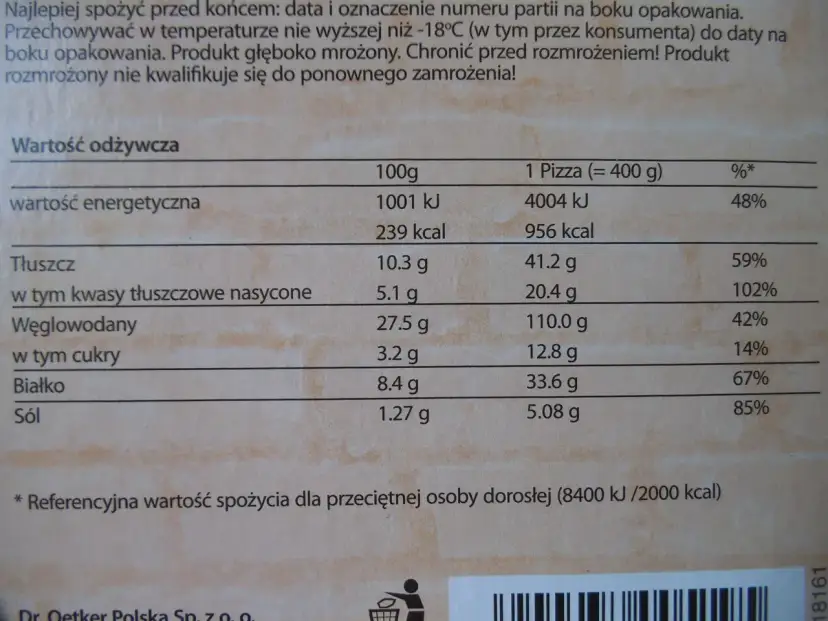 Najlepiej spożyć przed końcem: data i oznaczenie numeru partii na boku opakowania.
Przechowywać w temperaturze nie wyższej niż -18°C (w tym przez konsumenta) do daty na
boku opakowania. Produkt głęboko mrożony. Chronić przed rozmrożeniem! Produkt
rozmrożony nie kwalifikuje się do ponownego zamrożenia!
Wartość odżywcza
100g 1 Pizza (= 400 g) %*
wartość energetyczna 1001 kJ 4004 kJ 48%
239 kcal 956 kcal
Tłuszcz 10.3 g 41.2 g 59%
w tym kwasy tłuszczowe nasycone 5.1 g 20.4 g 102%
Węglowodany 27.5 g 110.0 g 42%
w tym cukry 3.2 g 12.8 g 14%
Białko 8.4 g 33.6 g 67%
Sól 1.27 g 5.08 g 85%
* Referencyjna wartość spożycia dla przeciętnej osoby dorosłej (8400 kJ /2000 kcal)
Dr. Oetker Polska Sp. z o. o.
18161